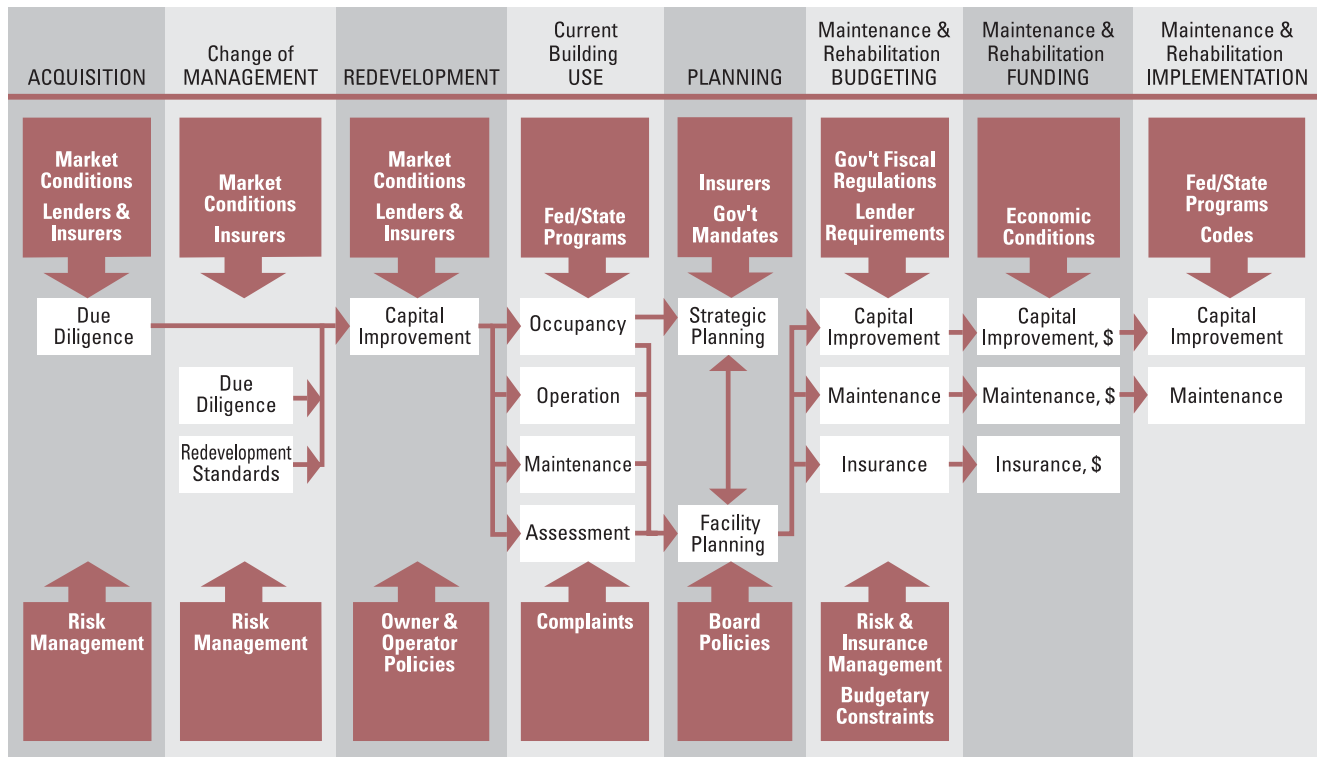 ACQUISITION
Change of
MANAGEMENT
REDEVELOPMENT
Current
Building
USE
PLANNING
Maintenance &
Rehabilitation
BUDGETING
Maintenance &
Rehabilitation
FUNDING
Maintenance &
Rehabilitation
IMPLEMENTATION
Market
Conditions
Lenders &
Insurers
Market
Conditions
Insurers
Market
Conditions
Lenders &
Insurers
Fed/State
Programs
Insurers
Gov't
Mandates
Gov't Fiscal
Regulations
Lender
Requirements
Economic
Conditions
Fed/State
Programs
Codes
Due
Diligence
Due
Diligence
Redevelopment
Standards
Capital
Improvement
Occupancy
Operation
Maintenance
Assessment
Strategic
Planning
Facility
Planning
Capital
Improvement
Maintenance
Insurance
Capital
Improvement, $
Maintenance, $
Insurance, $
Capital
Improvement
Maintenance
Risk
Management
Risk
Management
Owner &
Operator
Policies
Complaints
Board
Policies
Risk &
Insurance
Management
Budgetary
Constraints